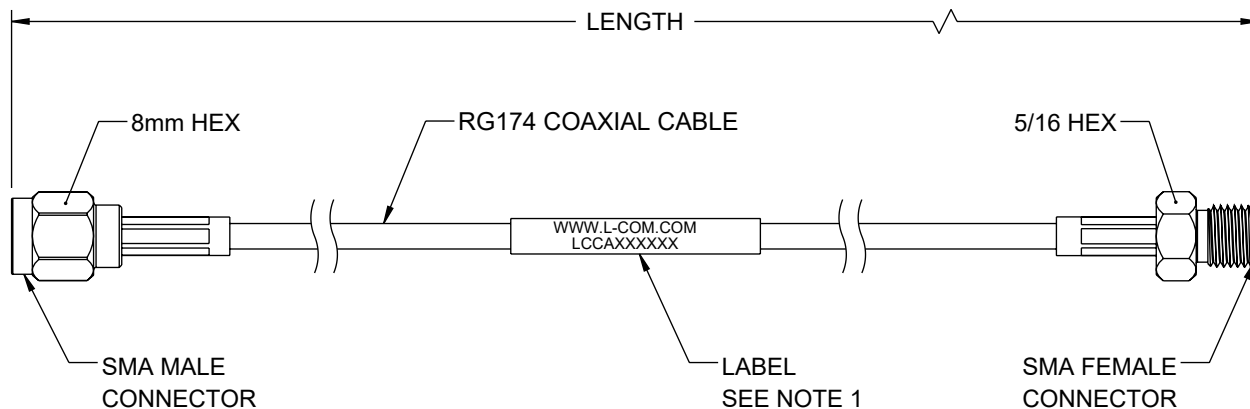 LENGTH
8mm HEX
RG174 COAXIAL CABLE
5/16 HEX
WWW.L-COM.COM
LCCAXXXXXX
SMA MALE
CONNECTOR
LABEL
SEE NOTE 1
SMA FEMALE
CONNECTOR